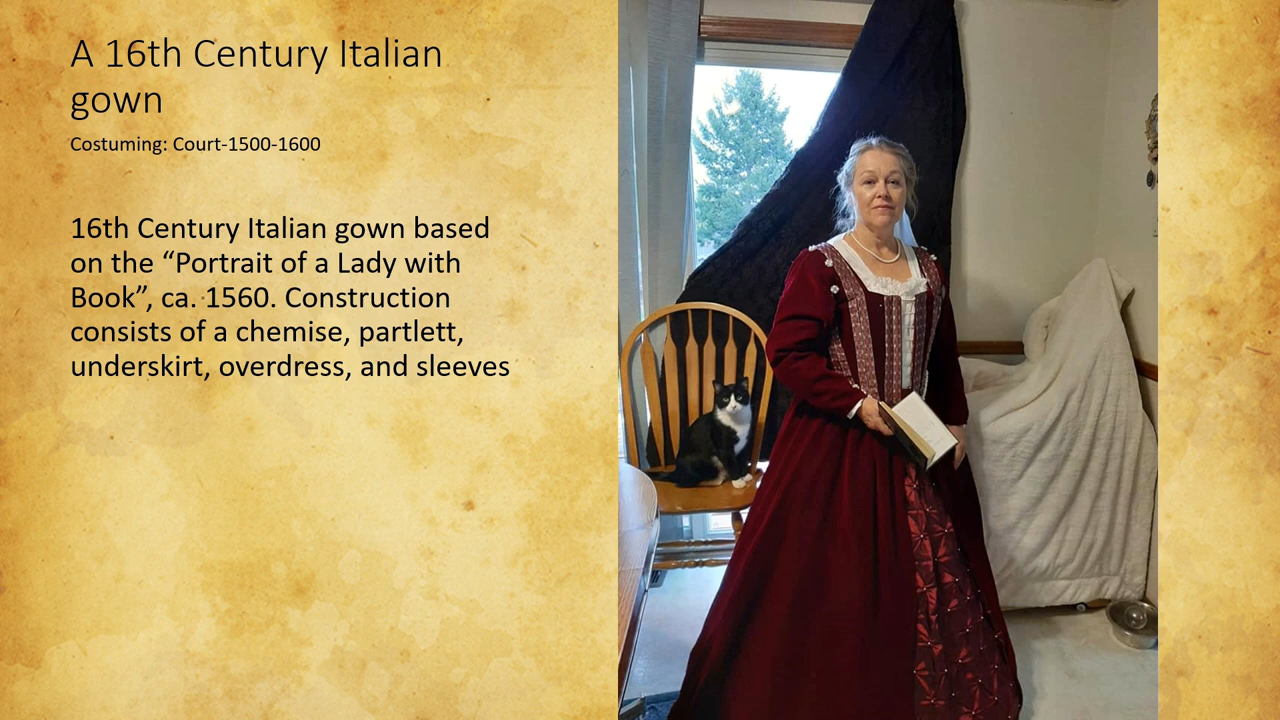 A 16th Century Italian
gown
Costuming: Court-1500-1600
16th Century Italian gown based
on the “Portrait of a Lady with
Book”, ca. 1560. Construction
consists of a chemise, partlett,
underskirt, overdress, and sleeves